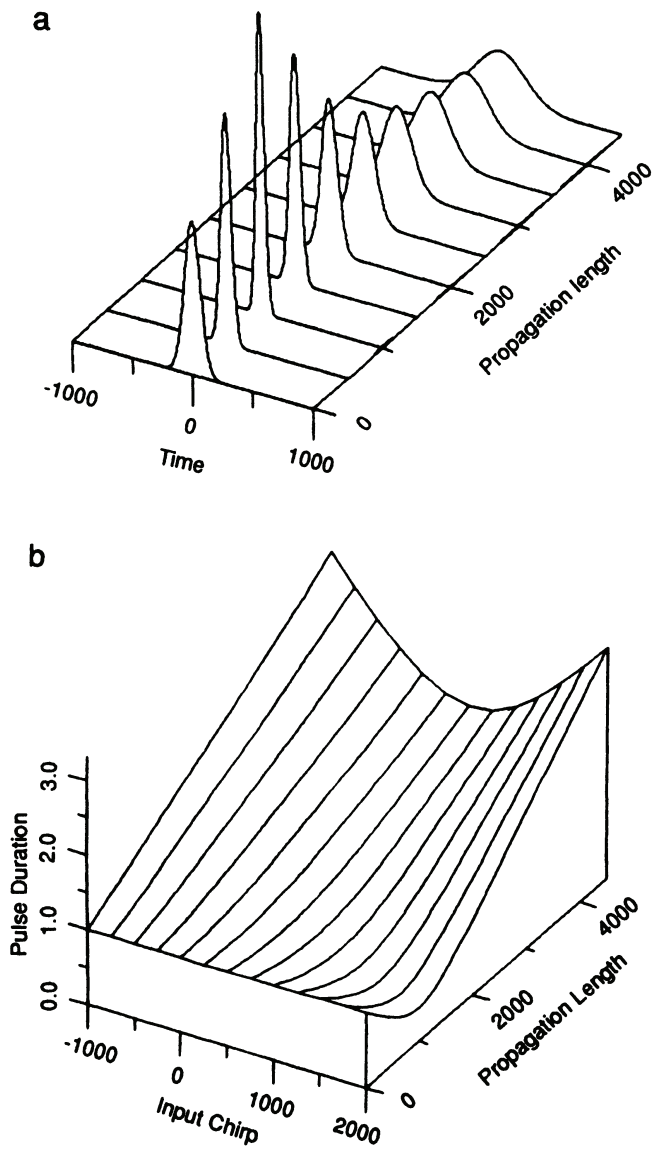 a
-1000
0
1000
Time
0
2000
4000
Propagation length
b
3.0
2.0
1.0
0.0
Pulse Duration
-1000
0
1000
2000
Input Chirp
0
2000
4000
Propagation Length